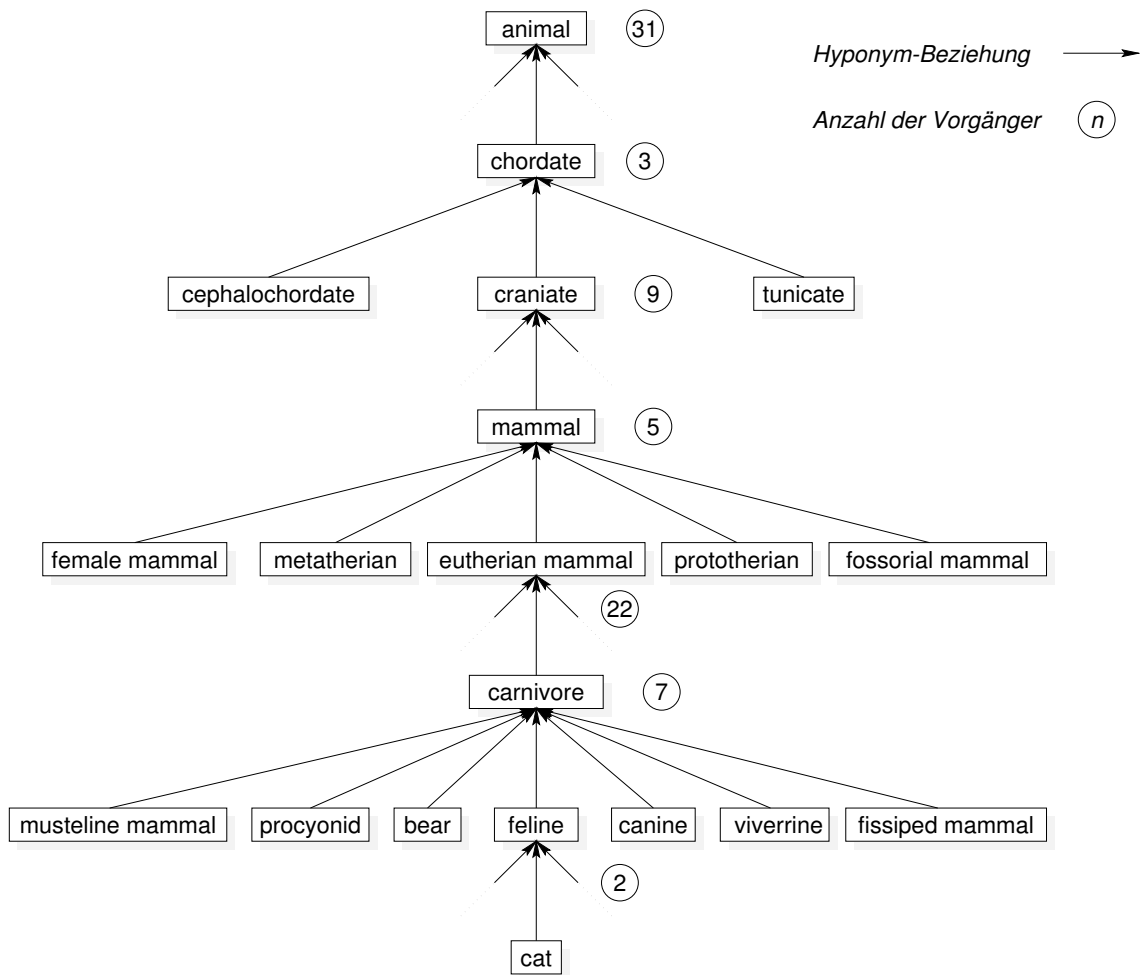 animal 31
Hyponym-Beziehung
Anzahl der Vorgänger n
chordate 3
cephalochordate craniate 9 tunicate
mammal 5
female mammal metatherian eutherian mammal prototherian fossorial mammal
22
carnivore 7
musteline mammal procyonid bear feline canine viverrine fissiped mammal
2
cat